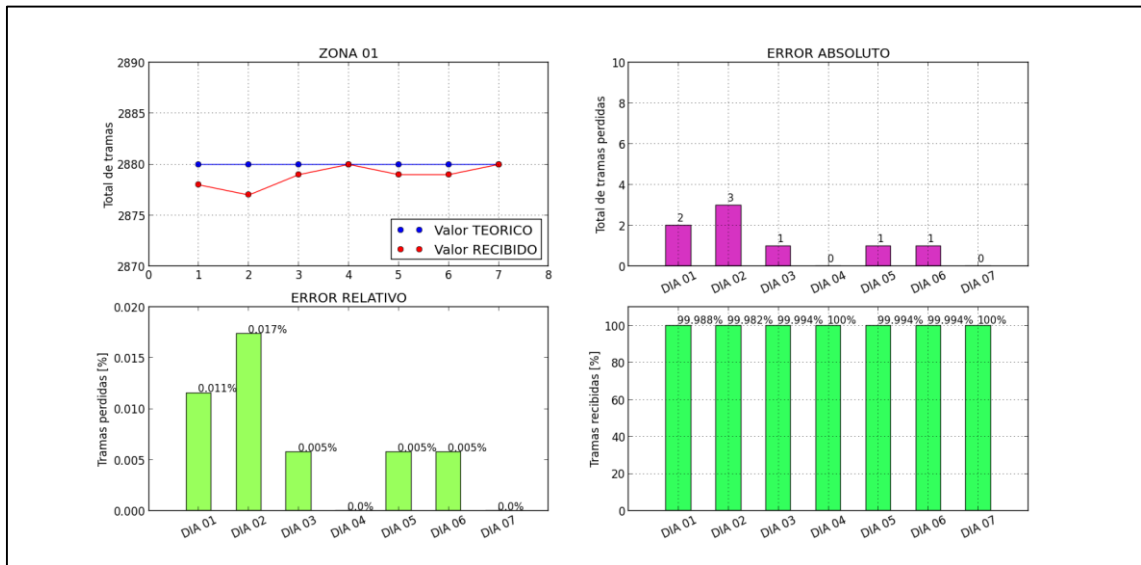 ZONA 01
2890
2885
2880
2875
2870
Total de tramas
0 1 2 3 4 5 6 7 8
Valor TEORICO
Valor RECIBIDO
ERROR ABSOLUTO
10
8
6
4
2
0
Total de tramas perdidas
2
3
1
0
1
1
0
DIA 01 DIA 02 DIA 03 DIA 04 DIA 05 DIA 06 DIA 07
ERROR RELATIVO
0.020
0.015
0.010
0.005
0.000
Tramas perdidas [%]
0.011%
0.017%
0.005%
0.0%
0.005%
0.005%
0.0%
DIA 01 DIA 02 DIA 03 DIA 04 DIA 05 DIA 06 DIA 07
100
80
60
40
20
0
Tramas recibidas [%]
99.988% 99.982% 99.994% 100% 99.994% 99.994% 100%
DIA 01 DIA 02 DIA 03 DIA 04 DIA 05 DIA 06 DIA 07